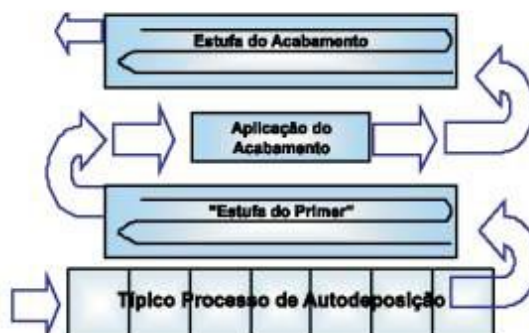 Estufa do Acabamento
Aplicação do
Acabamento
"Estufa do Primer"
Típico Processo de Autodeposição